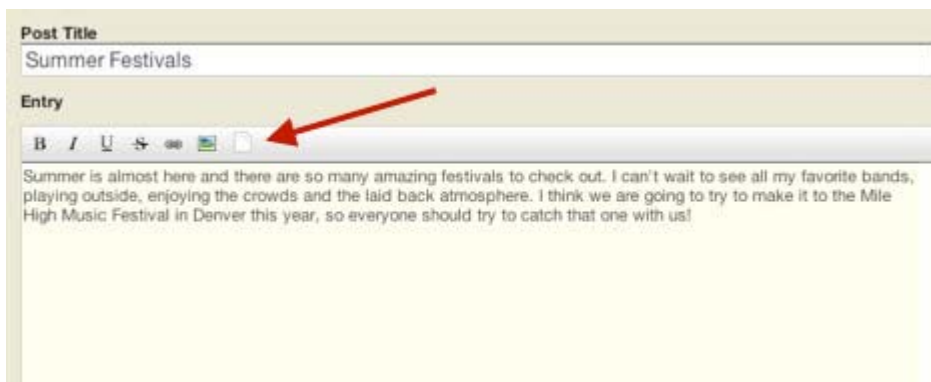 Post Title
Summer Festivals
Entry
B I U S
Summer is almost here and there are so many amazing festivals to check out. I can't wait to see all my favorite bands,
playing outside, enjoying the crowds and the laid back atmosphere. I think we are going to try to make it to the Mile
High Music Festival in Denver this year, so everyone should try to catch that one with us!